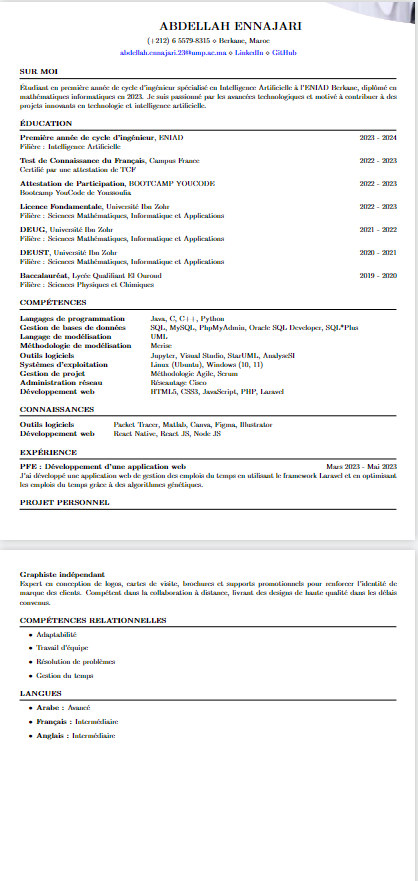 ABDELLAH ENNAJARI
(+212) 6 5579-8315 ⋄ Berkane, Maroc
abdellah.ennajari.23@ump.ac.ma ⋄ LinkedIn ⋄ GitHub
SUR MOI
Étudiant en première année de cycle d'ingénieur spécialisé en Intelligence Artificielle à l'ENIAD Berkane, diplômé en
mathématiques informatiques en 2023. Je suis passionné par les avancées technologiques et motivé à contribuer à des
projets innovants en technologie et intelligence artificielle.
ÉDUCATION
Première année de cycle d'ingénieur, ENIAD 2023 - 2024
Filière : Intelligence Artificielle
Test de Connaissance du Français, Campus France 2022 - 2023
Certifié par une attestation de TCF
Attestation de Participation, BOOTCAMP YOUCODE 2022 - 2023
Bootcamp YouCode de Youssoufia
Licence Fondamentale, Université Ibn Zohr 2022 - 2023
Filière : Sciences Mathématiques, Informatique et Applications
DEUG, Université Ibn Zohr 2021 - 2022
Filière : Sciences Mathématiques, Informatique et Applications
DEUST, Université Ibn Zohr 2020 - 2021
Filière : Sciences Mathématiques, Informatique et Applications
Baccalauréat, Lycée Qualifiant El Ouroud 2019 - 2020
Filière : Sciences Physiques et Chimiques
COMPÉTENCES
Langages de programmation Java, C, C++, Python
Gestion de bases de données SQL, MySQL, PhpMyAdmin, Oracle SQL Developer, SQL*Plus
Langage de modélisation UML
Méthodologie de modélisation Merise
Outils logiciels Jupyter, Visual Studio, StarUML, AnalyseSI
Systèmes d'exploitation Linux (Ubuntu), Windows (10, 11)
Gestion de projet Méthodologie Agile, Scrum
Administration réseau Réseautage Cisco
Développement web HTML5, CSS3, JavaScript, PHP, Laravel
CONNAISSANCES
Outils logiciels Packet Tracer, Matlab, Canva, Figma, Illustrator
Développement web React Native, React JS, Node JS
EXPÉRIENCE
PFE : Développement d'une application web Mars 2023 - Mai 2023
J'ai développé une application web de gestion des emplois du temps en utilisant le framework Laravel et en optimisant
les emplois du temps grâce à des algorithmes génétiques.
PROJET PERSONNEL
Graphiste indépendant
Expert en conception de logos, cartes de visite, brochures et supports promotionnels pour renforcer l'identité de
marque des clients. Compétent dans la collaboration à distance, livrant des designs de haute qualité dans les délais
convenus.
COMPÉTENCES RELATIONNELLES
• Adaptabilité
• Travail d'équipe
• Résolution de problèmes
• Gestion du temps
LANGUES
• Arabe : Avancé
• Français : Intermédiaire
• Anglais : Intermédiaire